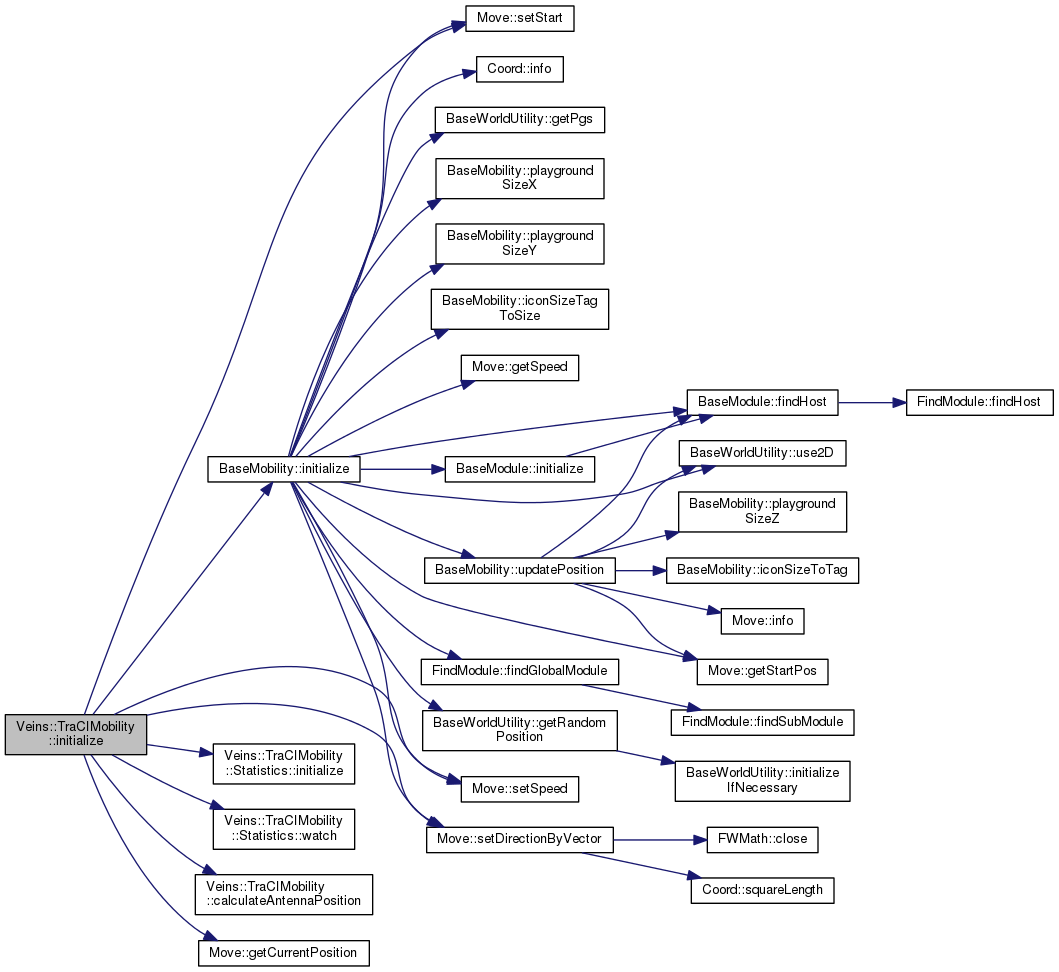 Move::setStart
Coord::info
BaseWorldUtility::getPgs
BaseMobility::playground
SizeX
BaseMobility::playground
SizeY
BaseMobility::iconSizeTag
ToSize
Move::getSpeed
BaseModule::findHost
FindModule::findHost
BaseMobility::initialize
BaseModule::initialize
BaseWorldUtility::use2D
BaseMobility::playground
SizeZ
BaseMobility::updatePosition
BaseMobility::iconSizeToTag
Move::info
FindModule::findGlobalModule
Move::getStartPos
Veins::TraCIMobility
::initialize
BaseWorldUtility::getRandom
Position
FindModule::findSubModule
Veins::TraCIMobility
::Statistics::initialize
Move::setSpeed
BaseWorldUtility::initialize
IfNecessary
Veins::TraCIMobility
::Statistics::watch
Move::setDirectionByVector
FWMath::close
Veins::TraCIMobility
::calculateAntennaPosition
Coord::squareLength
Move::getCurrentPosition